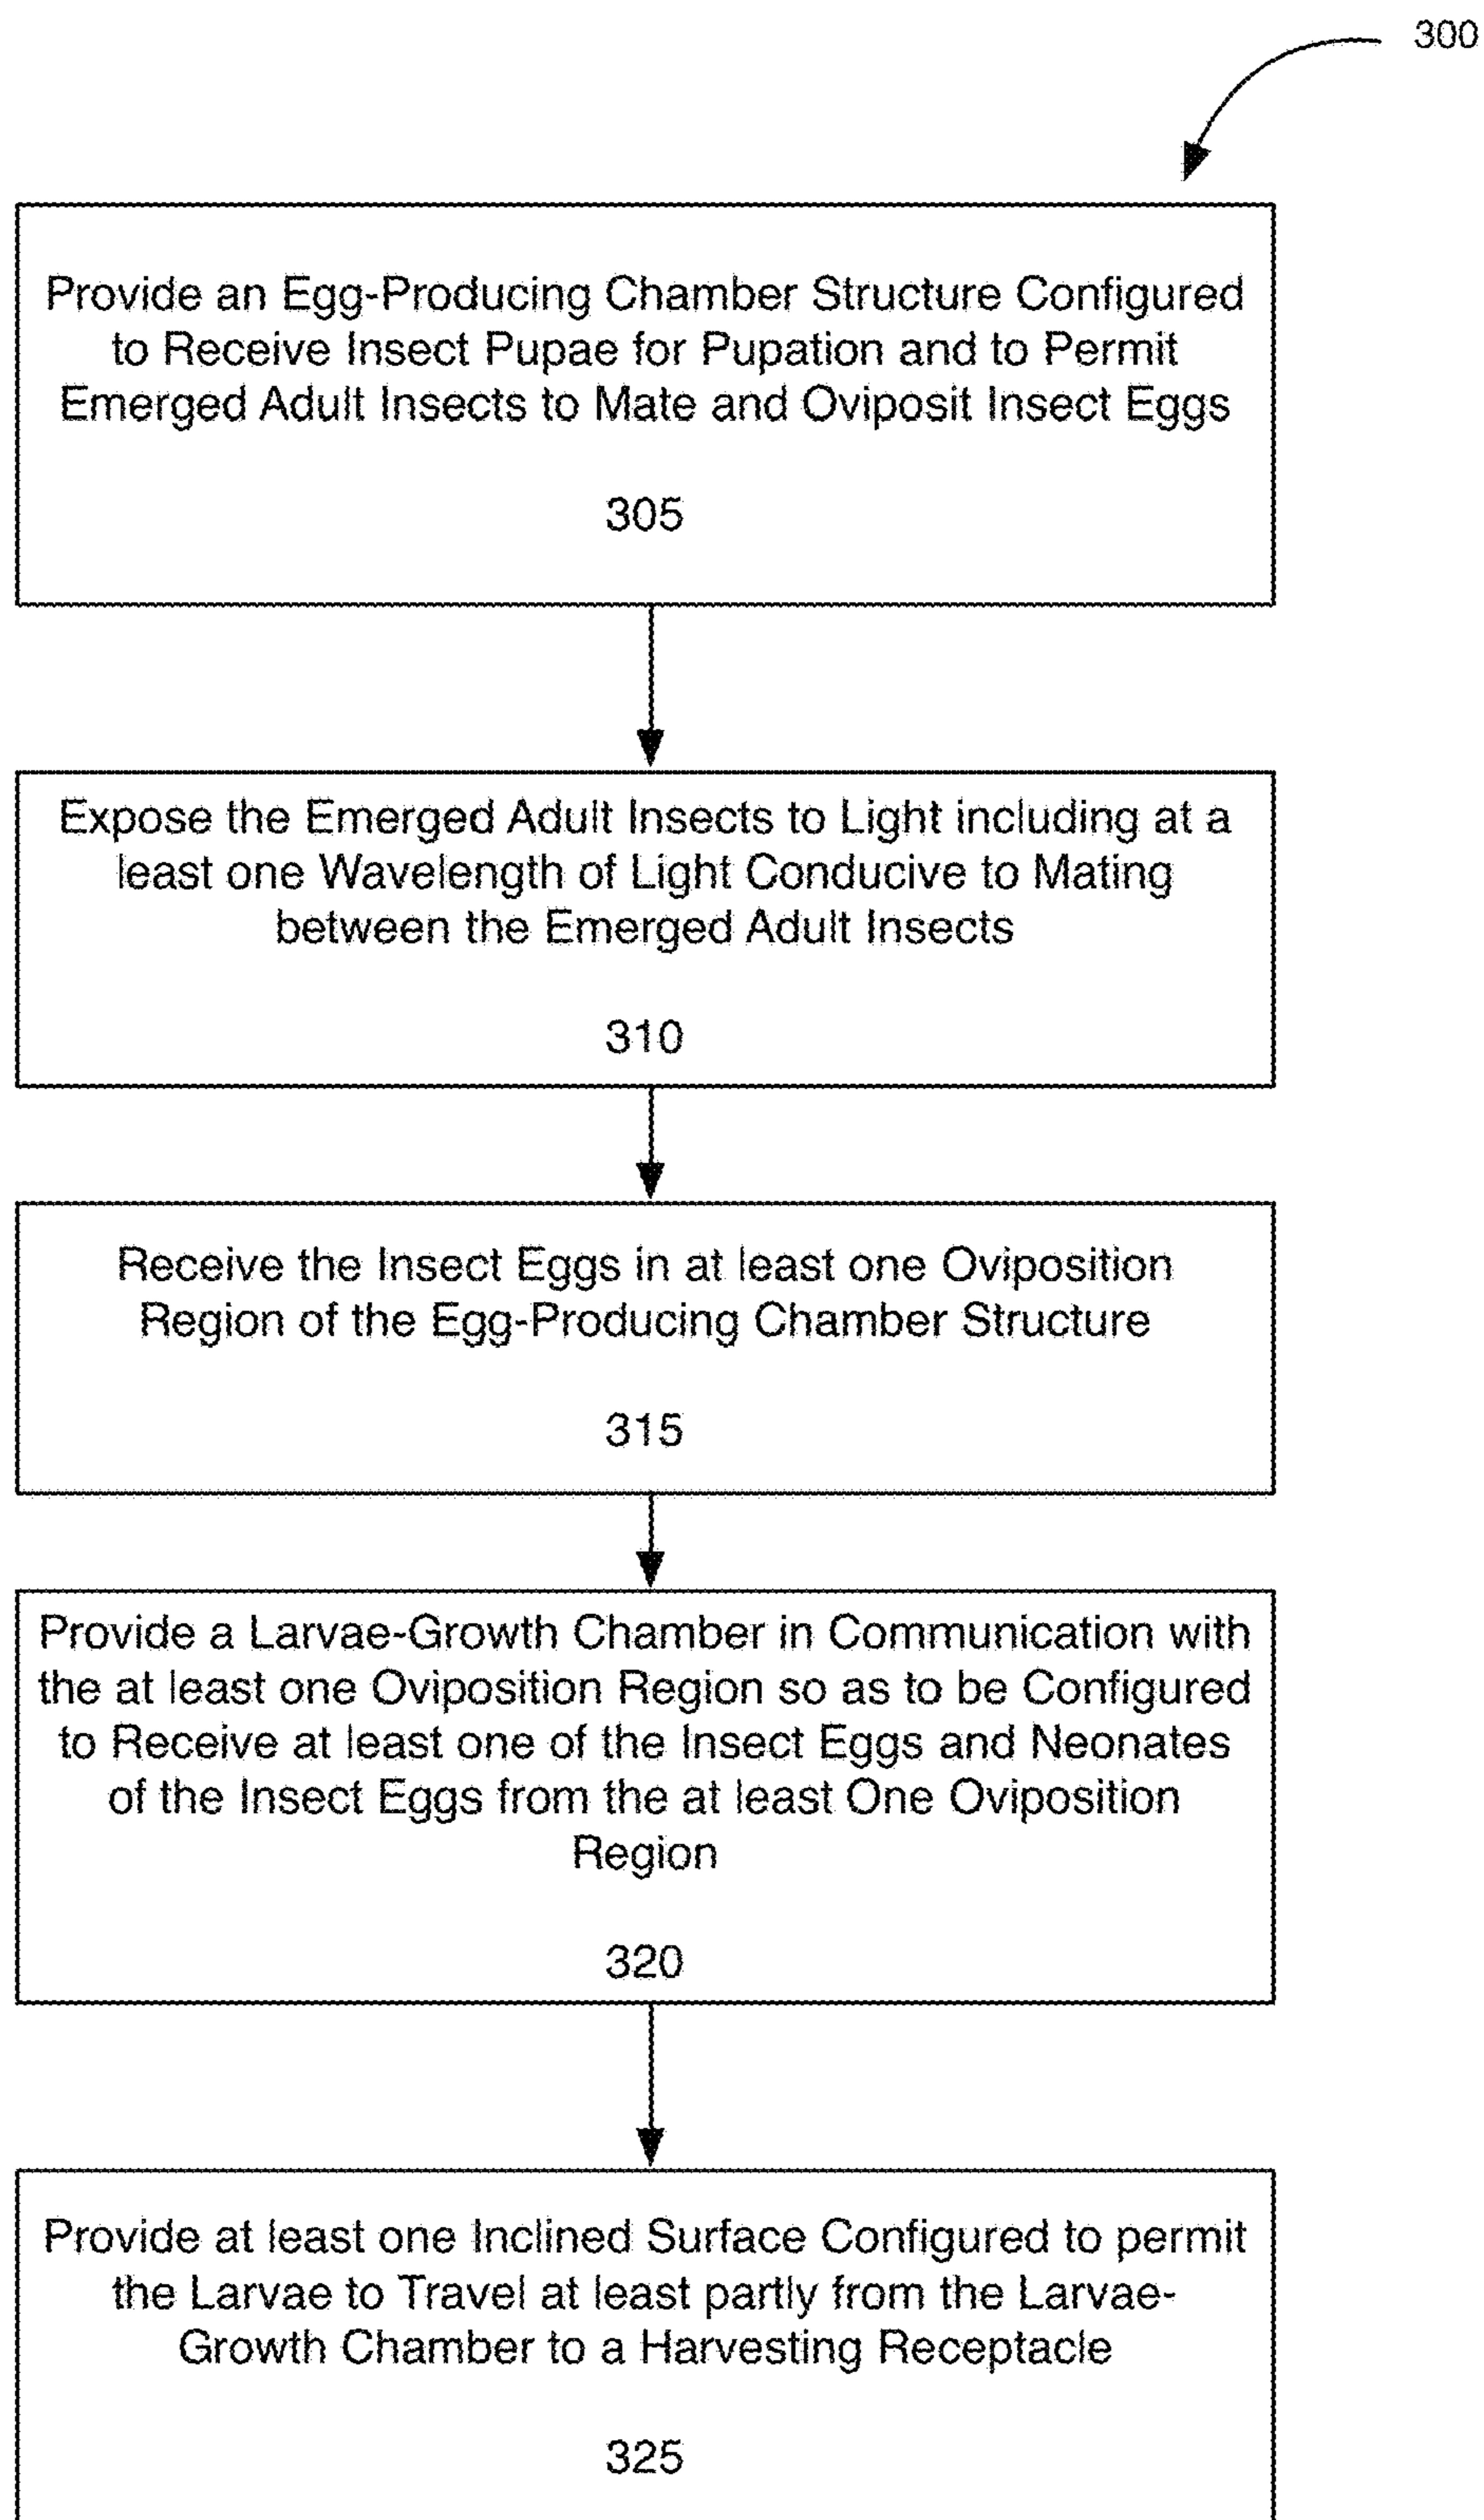 300
Provide an Egg-Producing Chamber Structure Configured
to Receive Insect Pupae for Pupation and to Permit
Emerged Adult Insects to Mate and Oviposit Insect Eggs
305
Expose the Emerged Adult Insects to Light including at a
least one Wavelength of Light Conducive to Mating
between the Emerged Adult Insects
310
Receive the Insect Eggs in at least one Oviposition
Region of the Egg-Producing Chamber Structure
315
Provide a Larvae-Growth Chamber in Communication with
the at least one Oviposition Region so as to be Configured
to Receive at least one of the Insect Eggs and Neonates
of the Insect Eggs from the at least One Oviposition
Region
320
Provide at least one Inclined Surface Configured to permit
the Larvae to Travel at least partly from the Larvae-
Growth Chamber to a Harvesting Receptacle
325